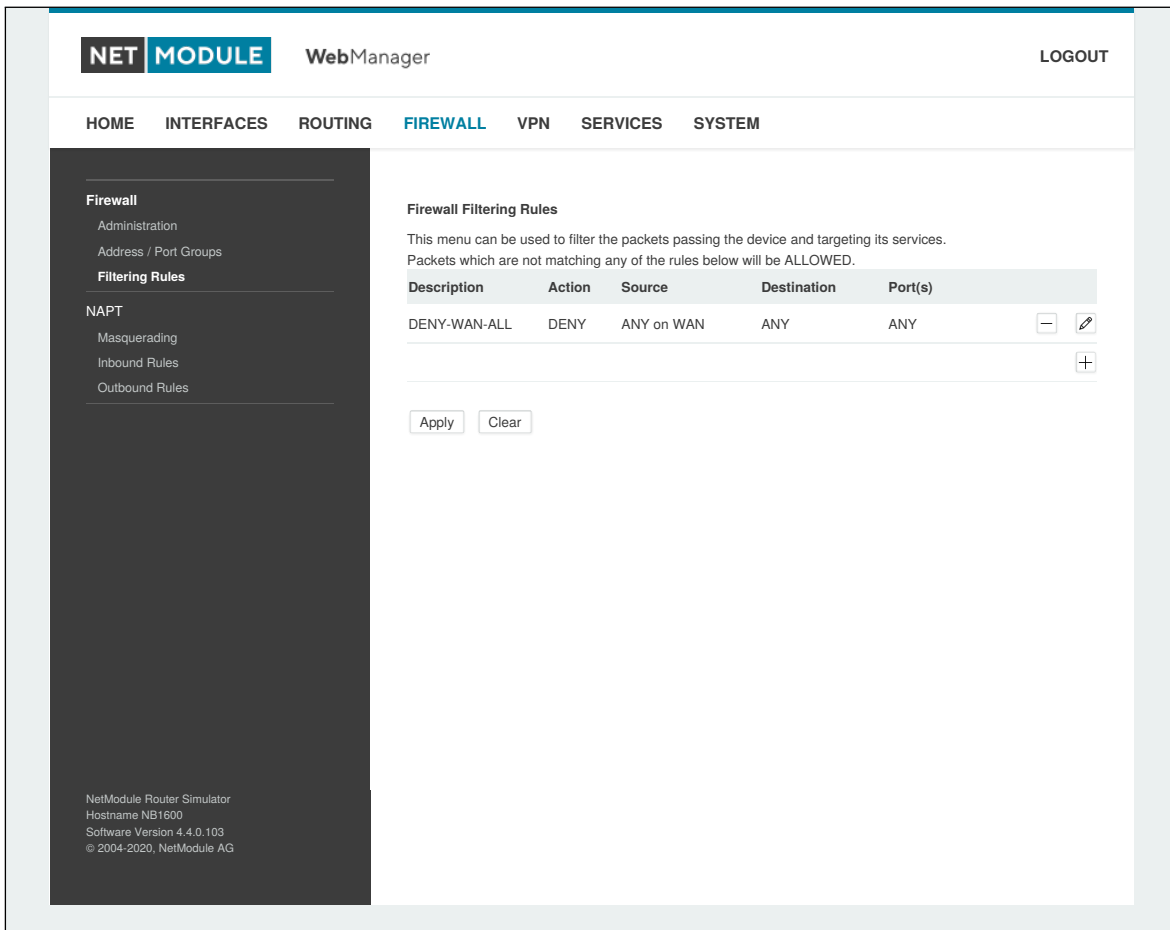 NET MODULE WebManager LOGOUT
HOME INTERFACES ROUTING FIREWALL VPN SERVICES SYSTEM
Firewall
Administration
Address / Port Groups
Filtering Rules
NAPT
Masquerading
Inbound Rules
Outbound Rules
Firewall Filtering Rules
This menu can be used to filter the packets passing the device and targeting its services.
Packets which are not matching any of the rules below will be ALLOWED.
Description Action Source Destination Port(s)
DENY-WAN-ALL DENY ANY on WAN ANY ANY
Apply Clear
NetModule Router Simulator
Hostname NB1600
Software Version 4.4.0.103
© 2004-2020, NetModule AG